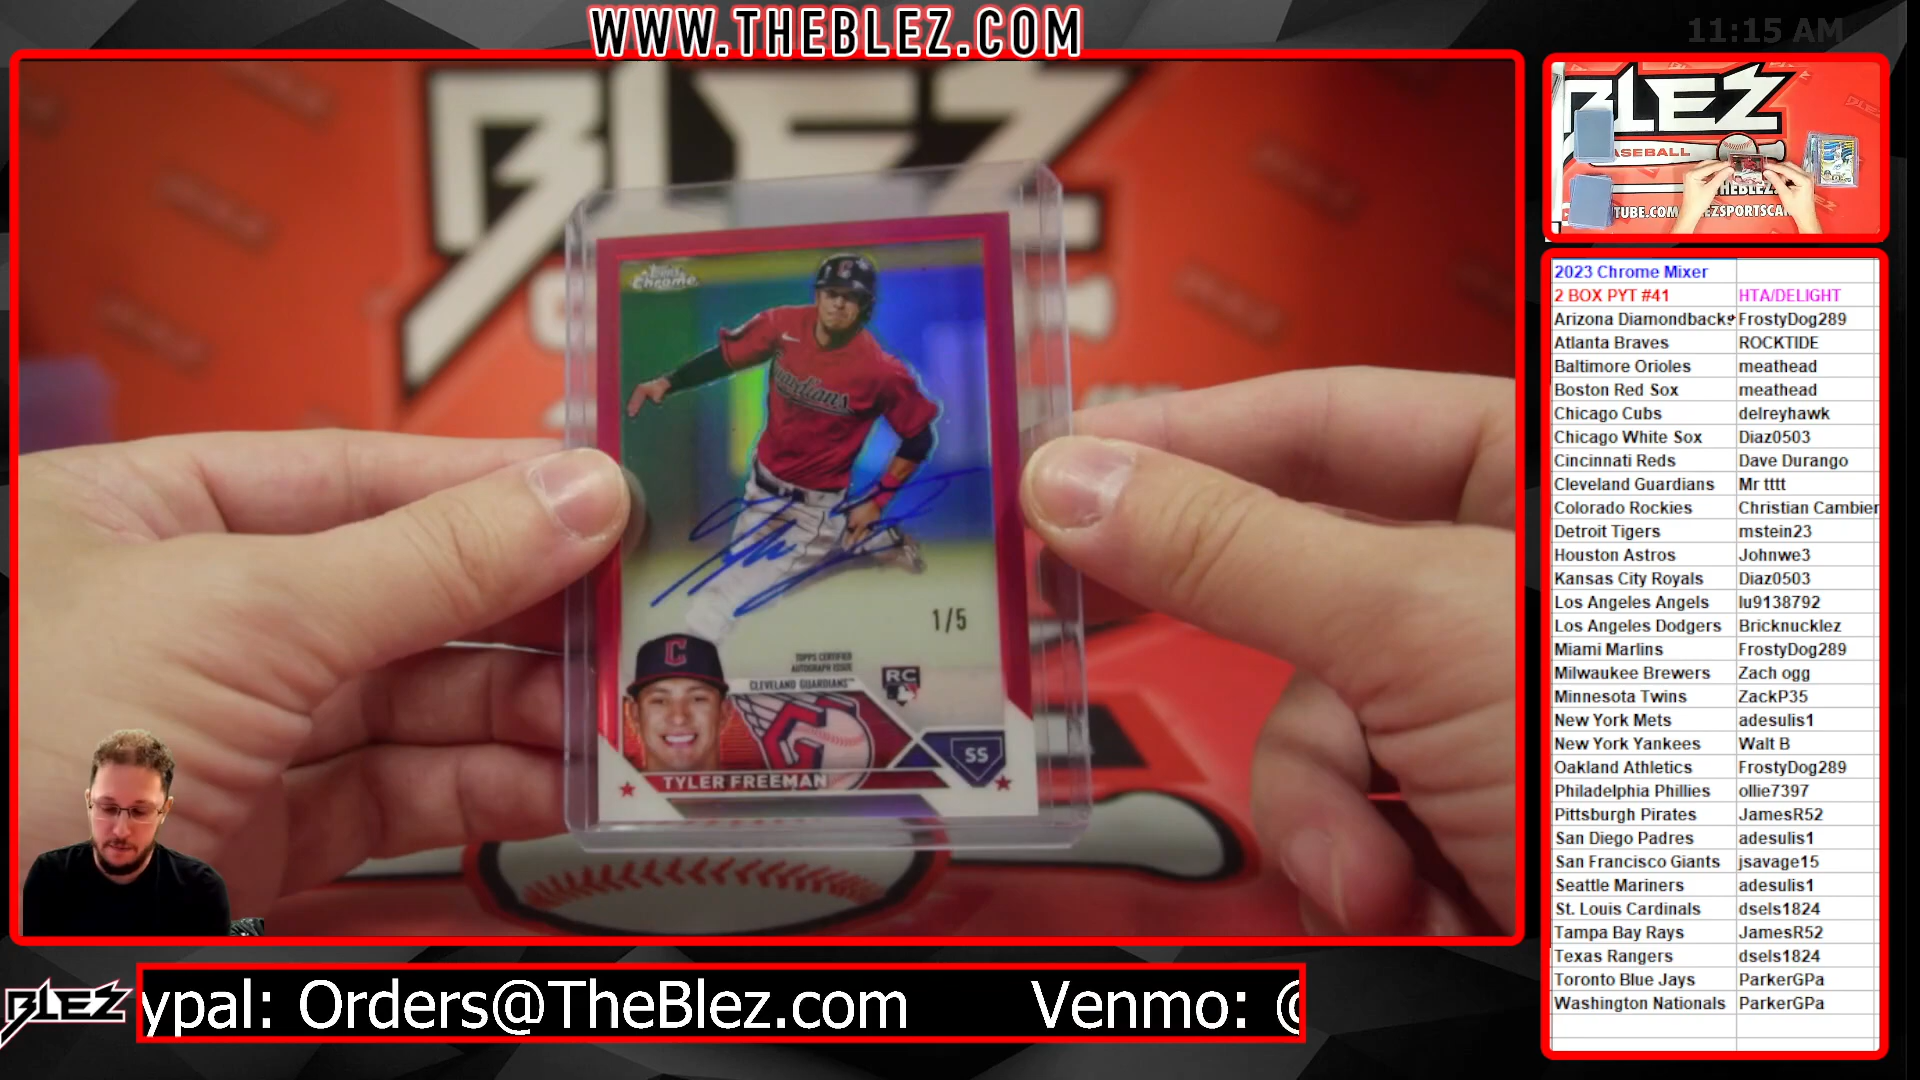 WWW.THEBLEZ.COM
11:15 AM
BLEZ
Topps
Chrome
Guardians
1/5
TOPPS CERTIFIED
AUTOGRAPH ISSUE
CLEVELAND GUARDIANS™
RC
SS
TYLER FREEMAN
BLEZ
BASEBALL
THEBLEZ
TUBE.COM
2023 Chrome Mixer
2 BOX PYT #41 HTA/DELIGHT
Arizona Diamondbacks FrostyDog289
Atlanta Braves ROCKTIDE
Baltimore Orioles meathead
Boston Red Sox meathead
Chicago Cubs delreyhawk
Chicago White Sox Diaz0503
Cincinnati Reds Dave Durango
Cleveland Guardians Mr tttt
Colorado Rockies Christian Cambier
Detroit Tigers mstein23
Houston Astros Johnwe3
Kansas City Royals Diaz0503
Los Angeles Angels lu9138792
Los Angeles Dodgers Bricknucklez
Miami Marlins FrostyDog289
Milwaukee Brewers Zach ogg
Minnesota Twins ZackP35
New York Mets adesulis1
New York Yankees Walt B
Oakland Athletics FrostyDog289
Philadelphia Phillies ollie7397
Pittsburgh Pirates JamesR52
San Diego Padres adesulis1
San Francisco Giants jsavage15
Seattle Mariners adesulis1
St. Louis Cardinals dsels1824
Tampa Bay Rays JamesR52
Texas Rangers dsels1824
Toronto Blue Jays ParkerGPa
Washington Nationals ParkerGPa
BLEZ
ypal: Orders@TheBlez.com Venmo: @